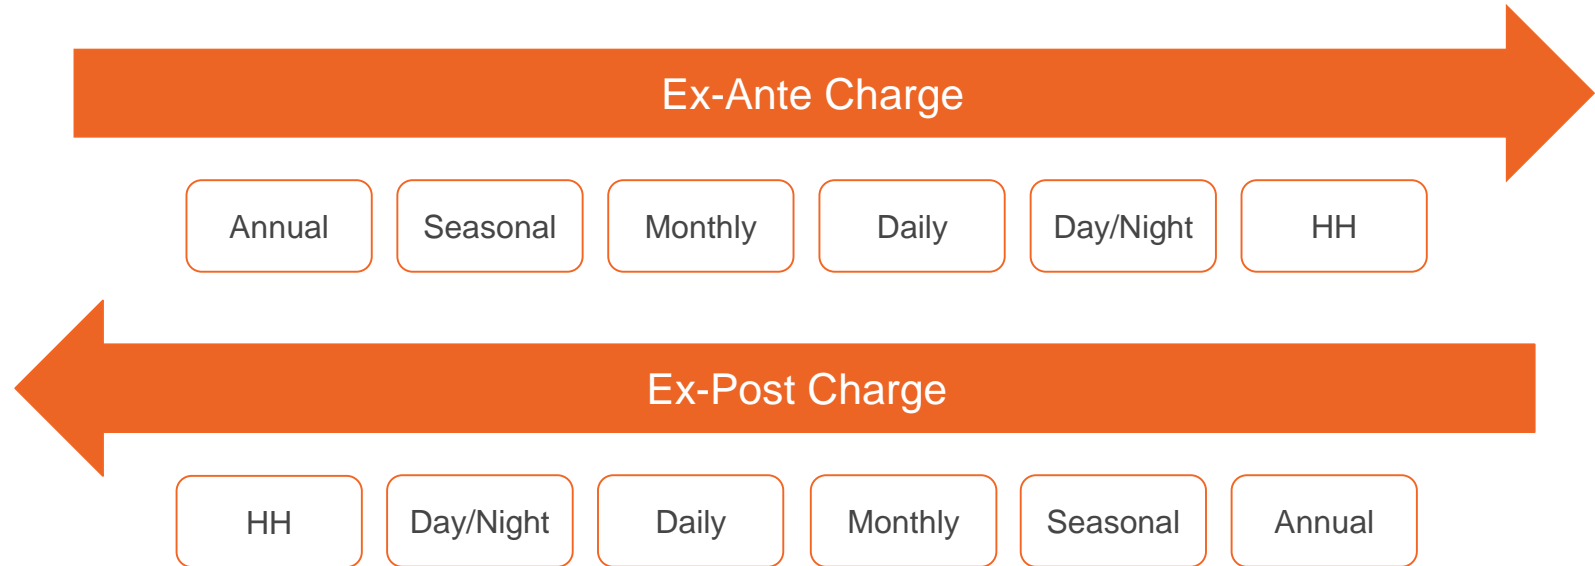 Ex-Ante Charge
Annual Seasonal Monthly Daily Day/Night HH
Ex-Post Charge
HH Day/Night Daily Monthly Seasonal Annual